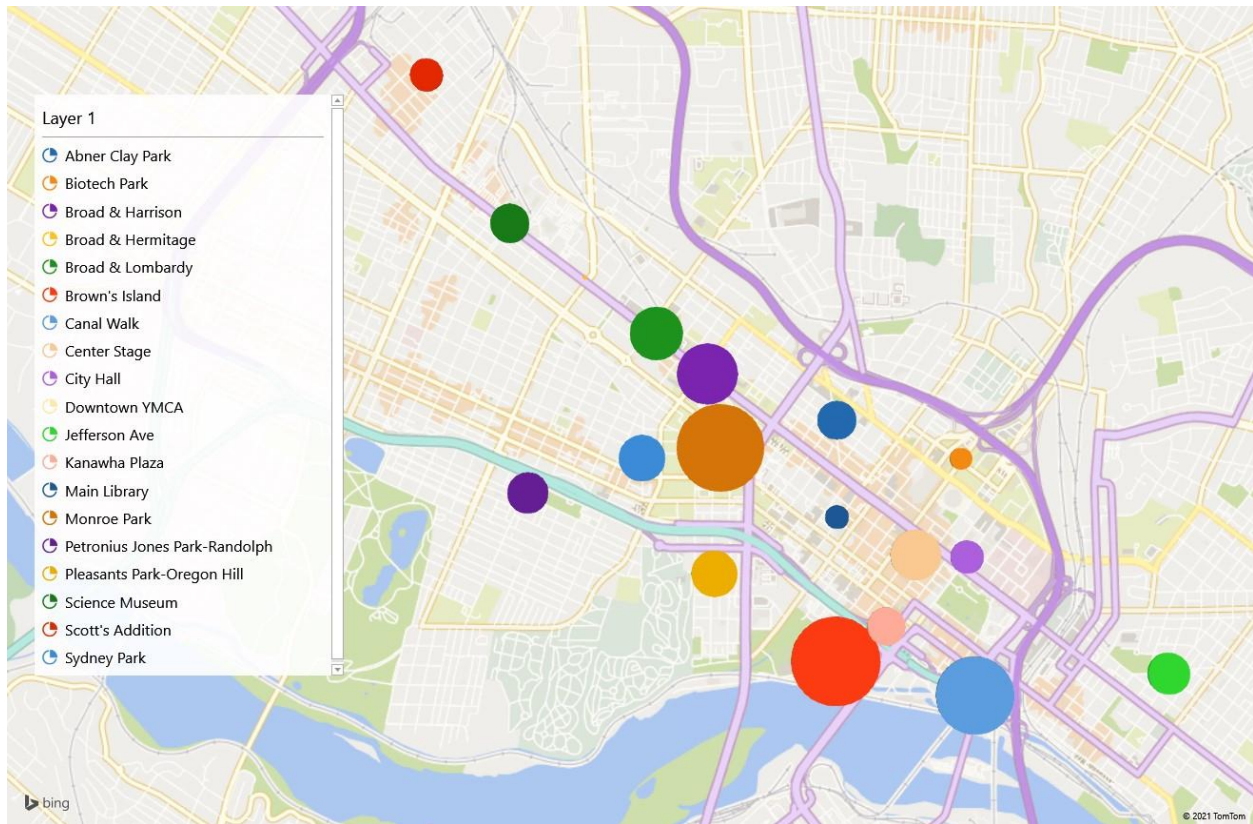 Layer 1
Abner Clay Park
Biotech Park
Broad & Harrison
Broad & Hermitage
Broad & Lombardy
Brown's Island
Canal Walk
Center Stage
City Hall
Downtown YMCA
Jefferson Ave
Kanawha Plaza
Main Library
Monroe Park
Petronius Jones Park-Randolph
Pleasants Park-Oregon Hill
Science Museum
Scott's Addition
Sydney Park
bing
© 2021 TomTom